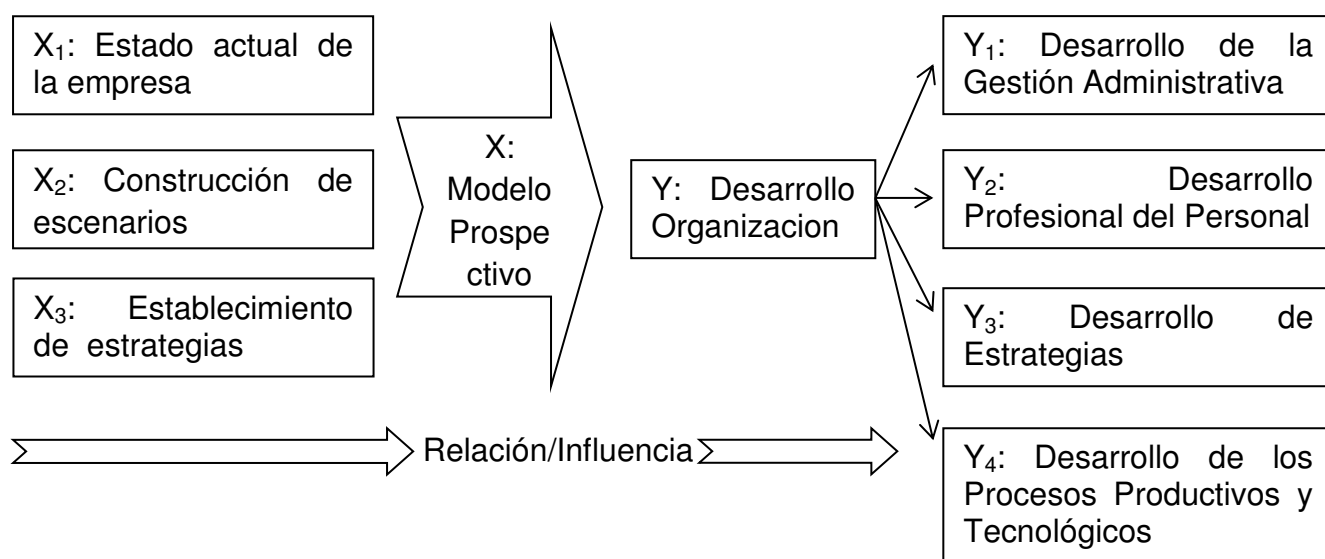 X₁: Estado actual de
la empresa
X₂: Construcción de
escenarios
X₃: Establecimiento
de estrategias
X:
Modelo
Prospe
ctivo
Y: Desarrollo
Organizacion
Y₁: Desarrollo de la
Gestión Administrativa
Y₂: Desarrollo
Profesional del Personal
Y₃: Desarrollo de
Estrategias
Y₄: Desarrollo de los
Procesos Productivos y
Tecnológicos
Relación/Influencia